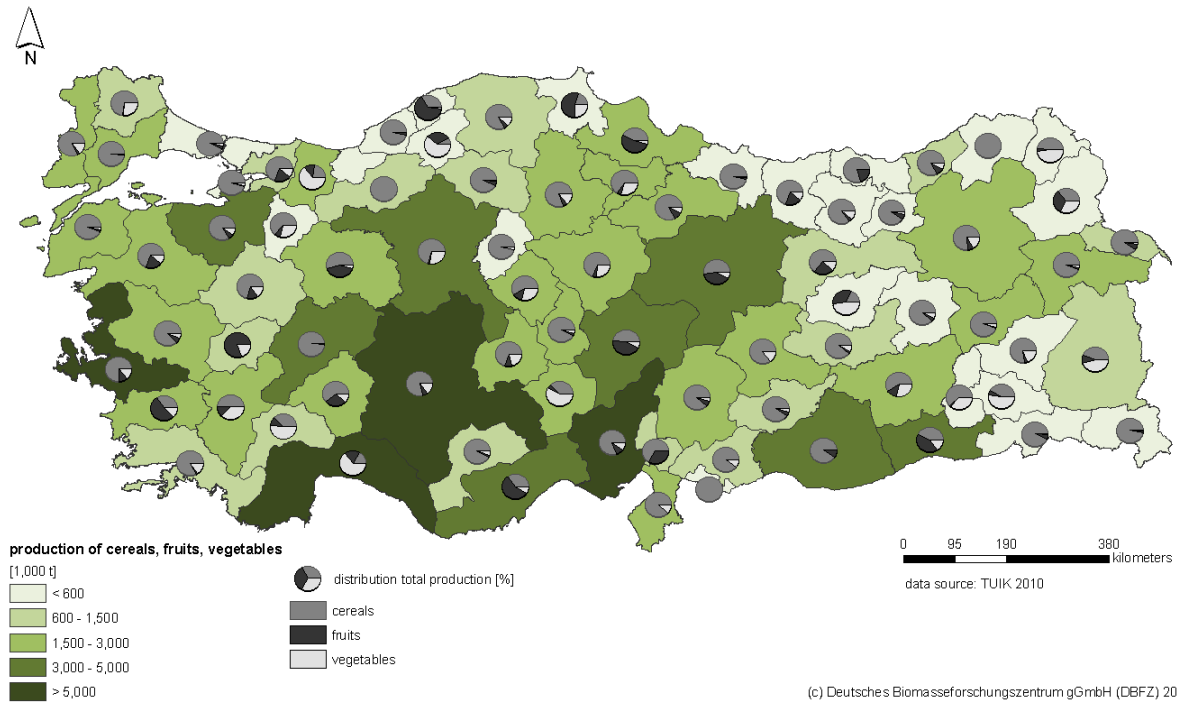 N
production of cereals, fruits, vegetables
[1,000 t]
< 600
600 - 1,500
1,500 - 3,000
3,000 - 5,000
> 5,000
distribution total production [%]
cereals
fruits
vegetables
0 95 190 380
kilometers
data source: TUIK 2010
(c) Deutsches Biomasseforschungszentrum gGmbH (DBFZ) 20